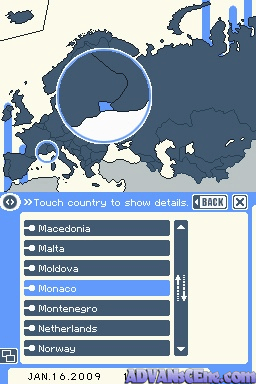 »Touch country to show details.
BACK
Macedonia
Malta
Moldova
Monaco
Montenegro
Netherlands
Norway
JAN.16.2009
ADVANSCENE.com